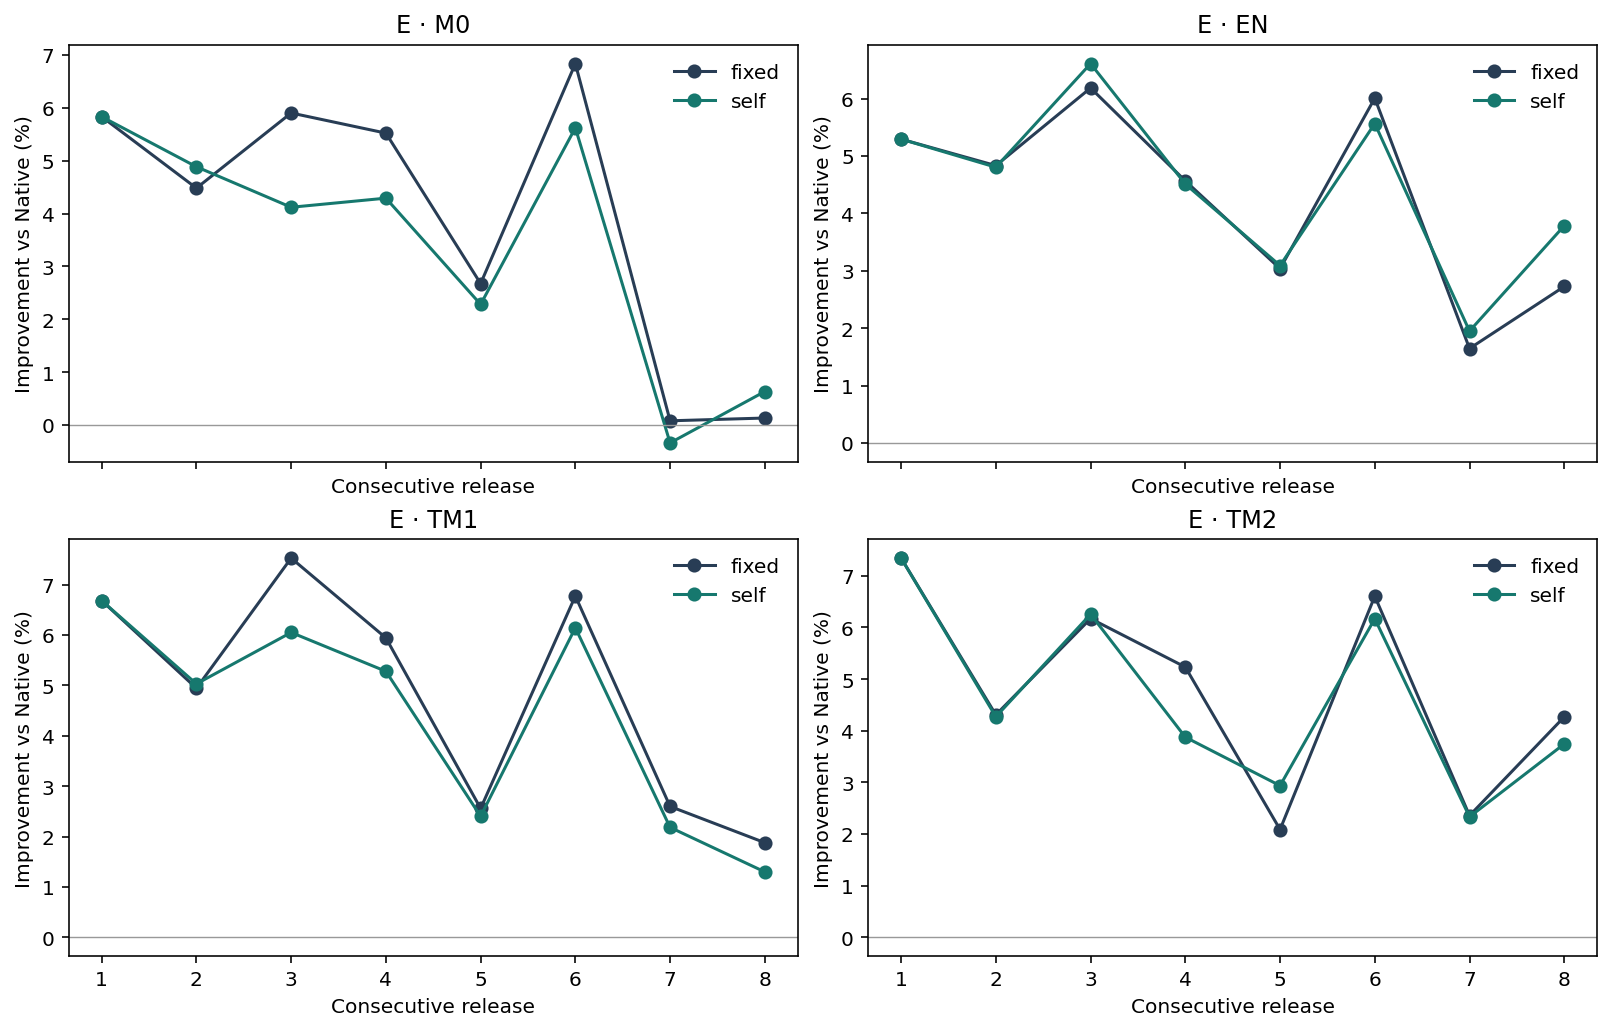 E · M0
7
6
5
4
3
2
1
0
Improvement vs Native (%)
fixed
self
Consecutive release
E · EN
6
5
4
3
2
1
0
Improvement vs Native (%)
fixed
self
Consecutive release
E · TM1
7
6
5
4
3
2
1
0
Improvement vs Native (%)
fixed
self
1 2 3 4 5 6 7 8
Consecutive release
E · TM2
7
6
5
4
3
2
1
0
Improvement vs Native (%)
fixed
self
1 2 3 4 5 6 7 8
Consecutive release